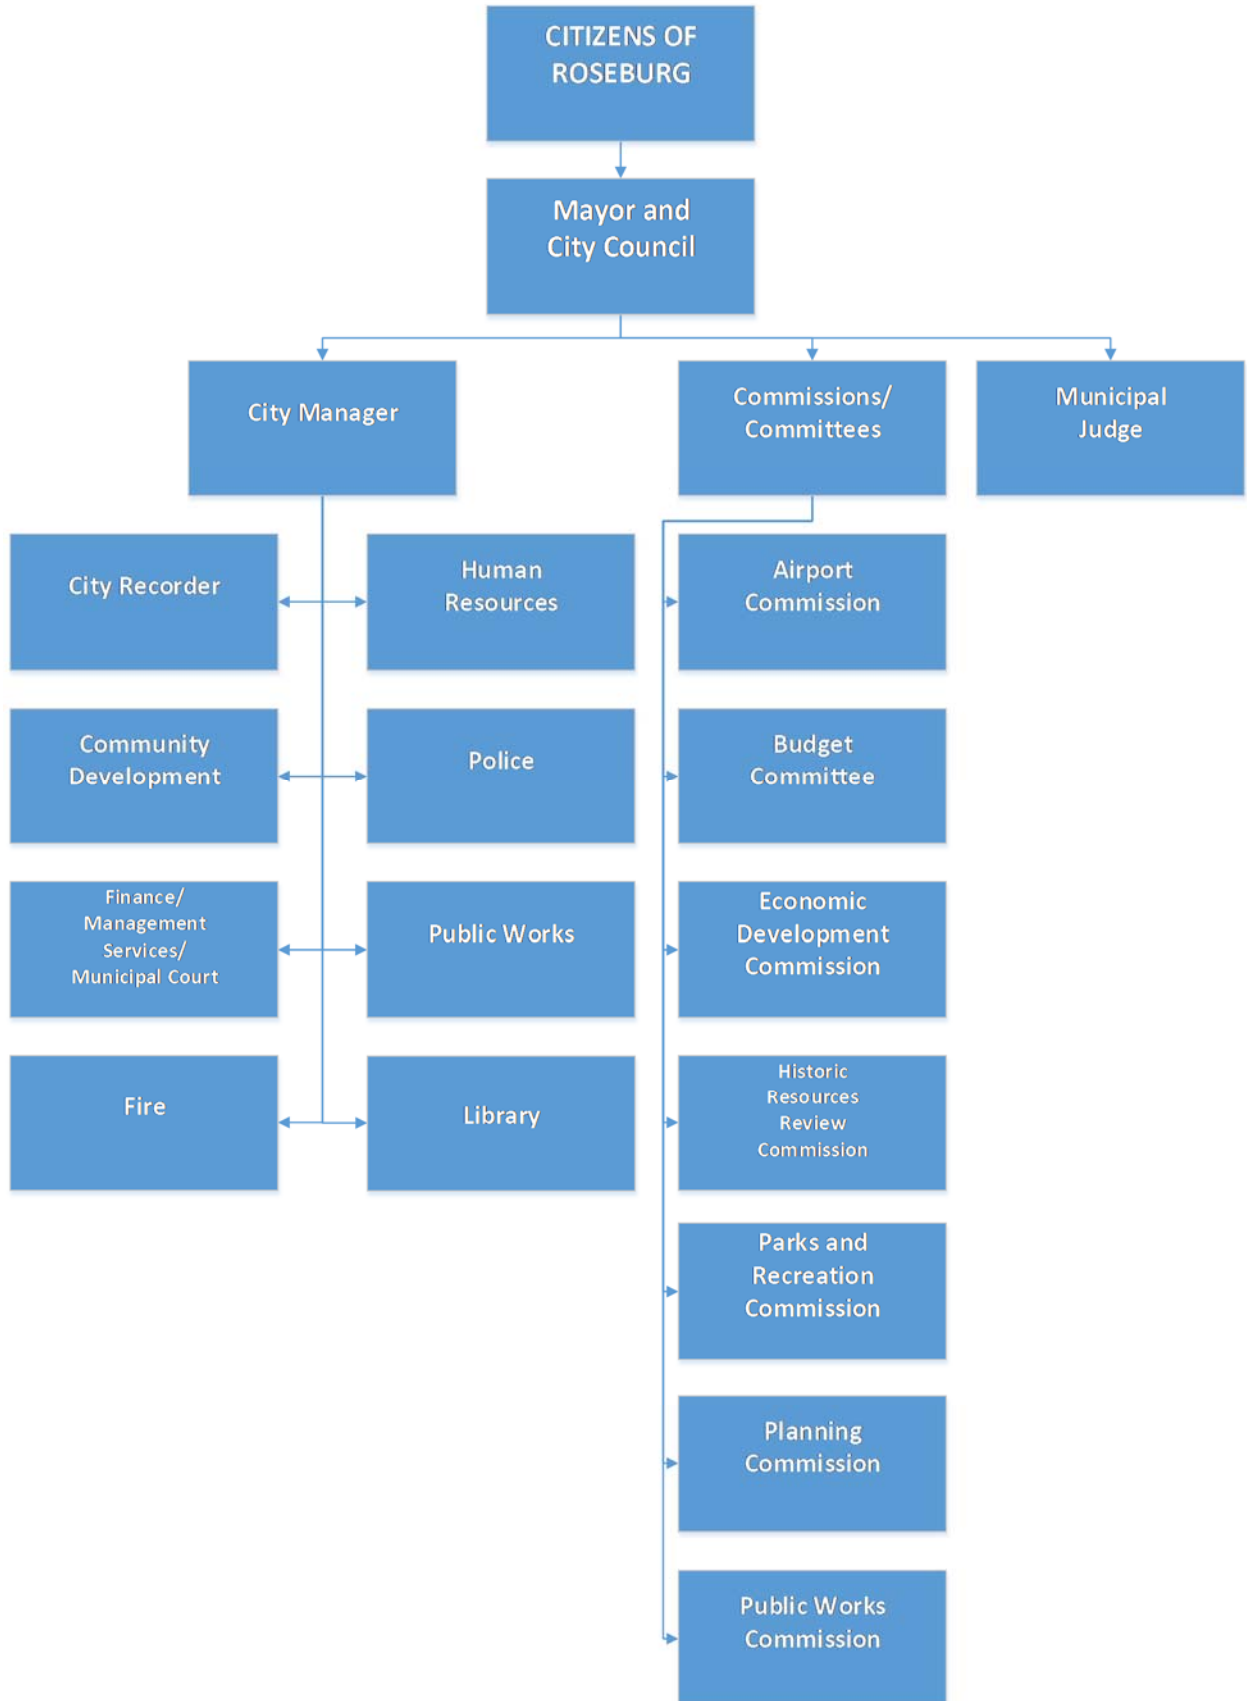 CITIZENS OF
ROSEBURG
Mayor and
City Council
City Manager
Commissions/
Committees
Municipal
Judge
City Recorder
Human
Resources
Airport
Commission
Community
Development
Police
Budget
Committee
Finance/
Management
Services/
Municipal Court
Public Works
Economic
Development
Commission
Fire
Library
Historic
Resources
Review
Commission
Parks and
Recreation
Commission
Planning
Commission
Public Works
Commission